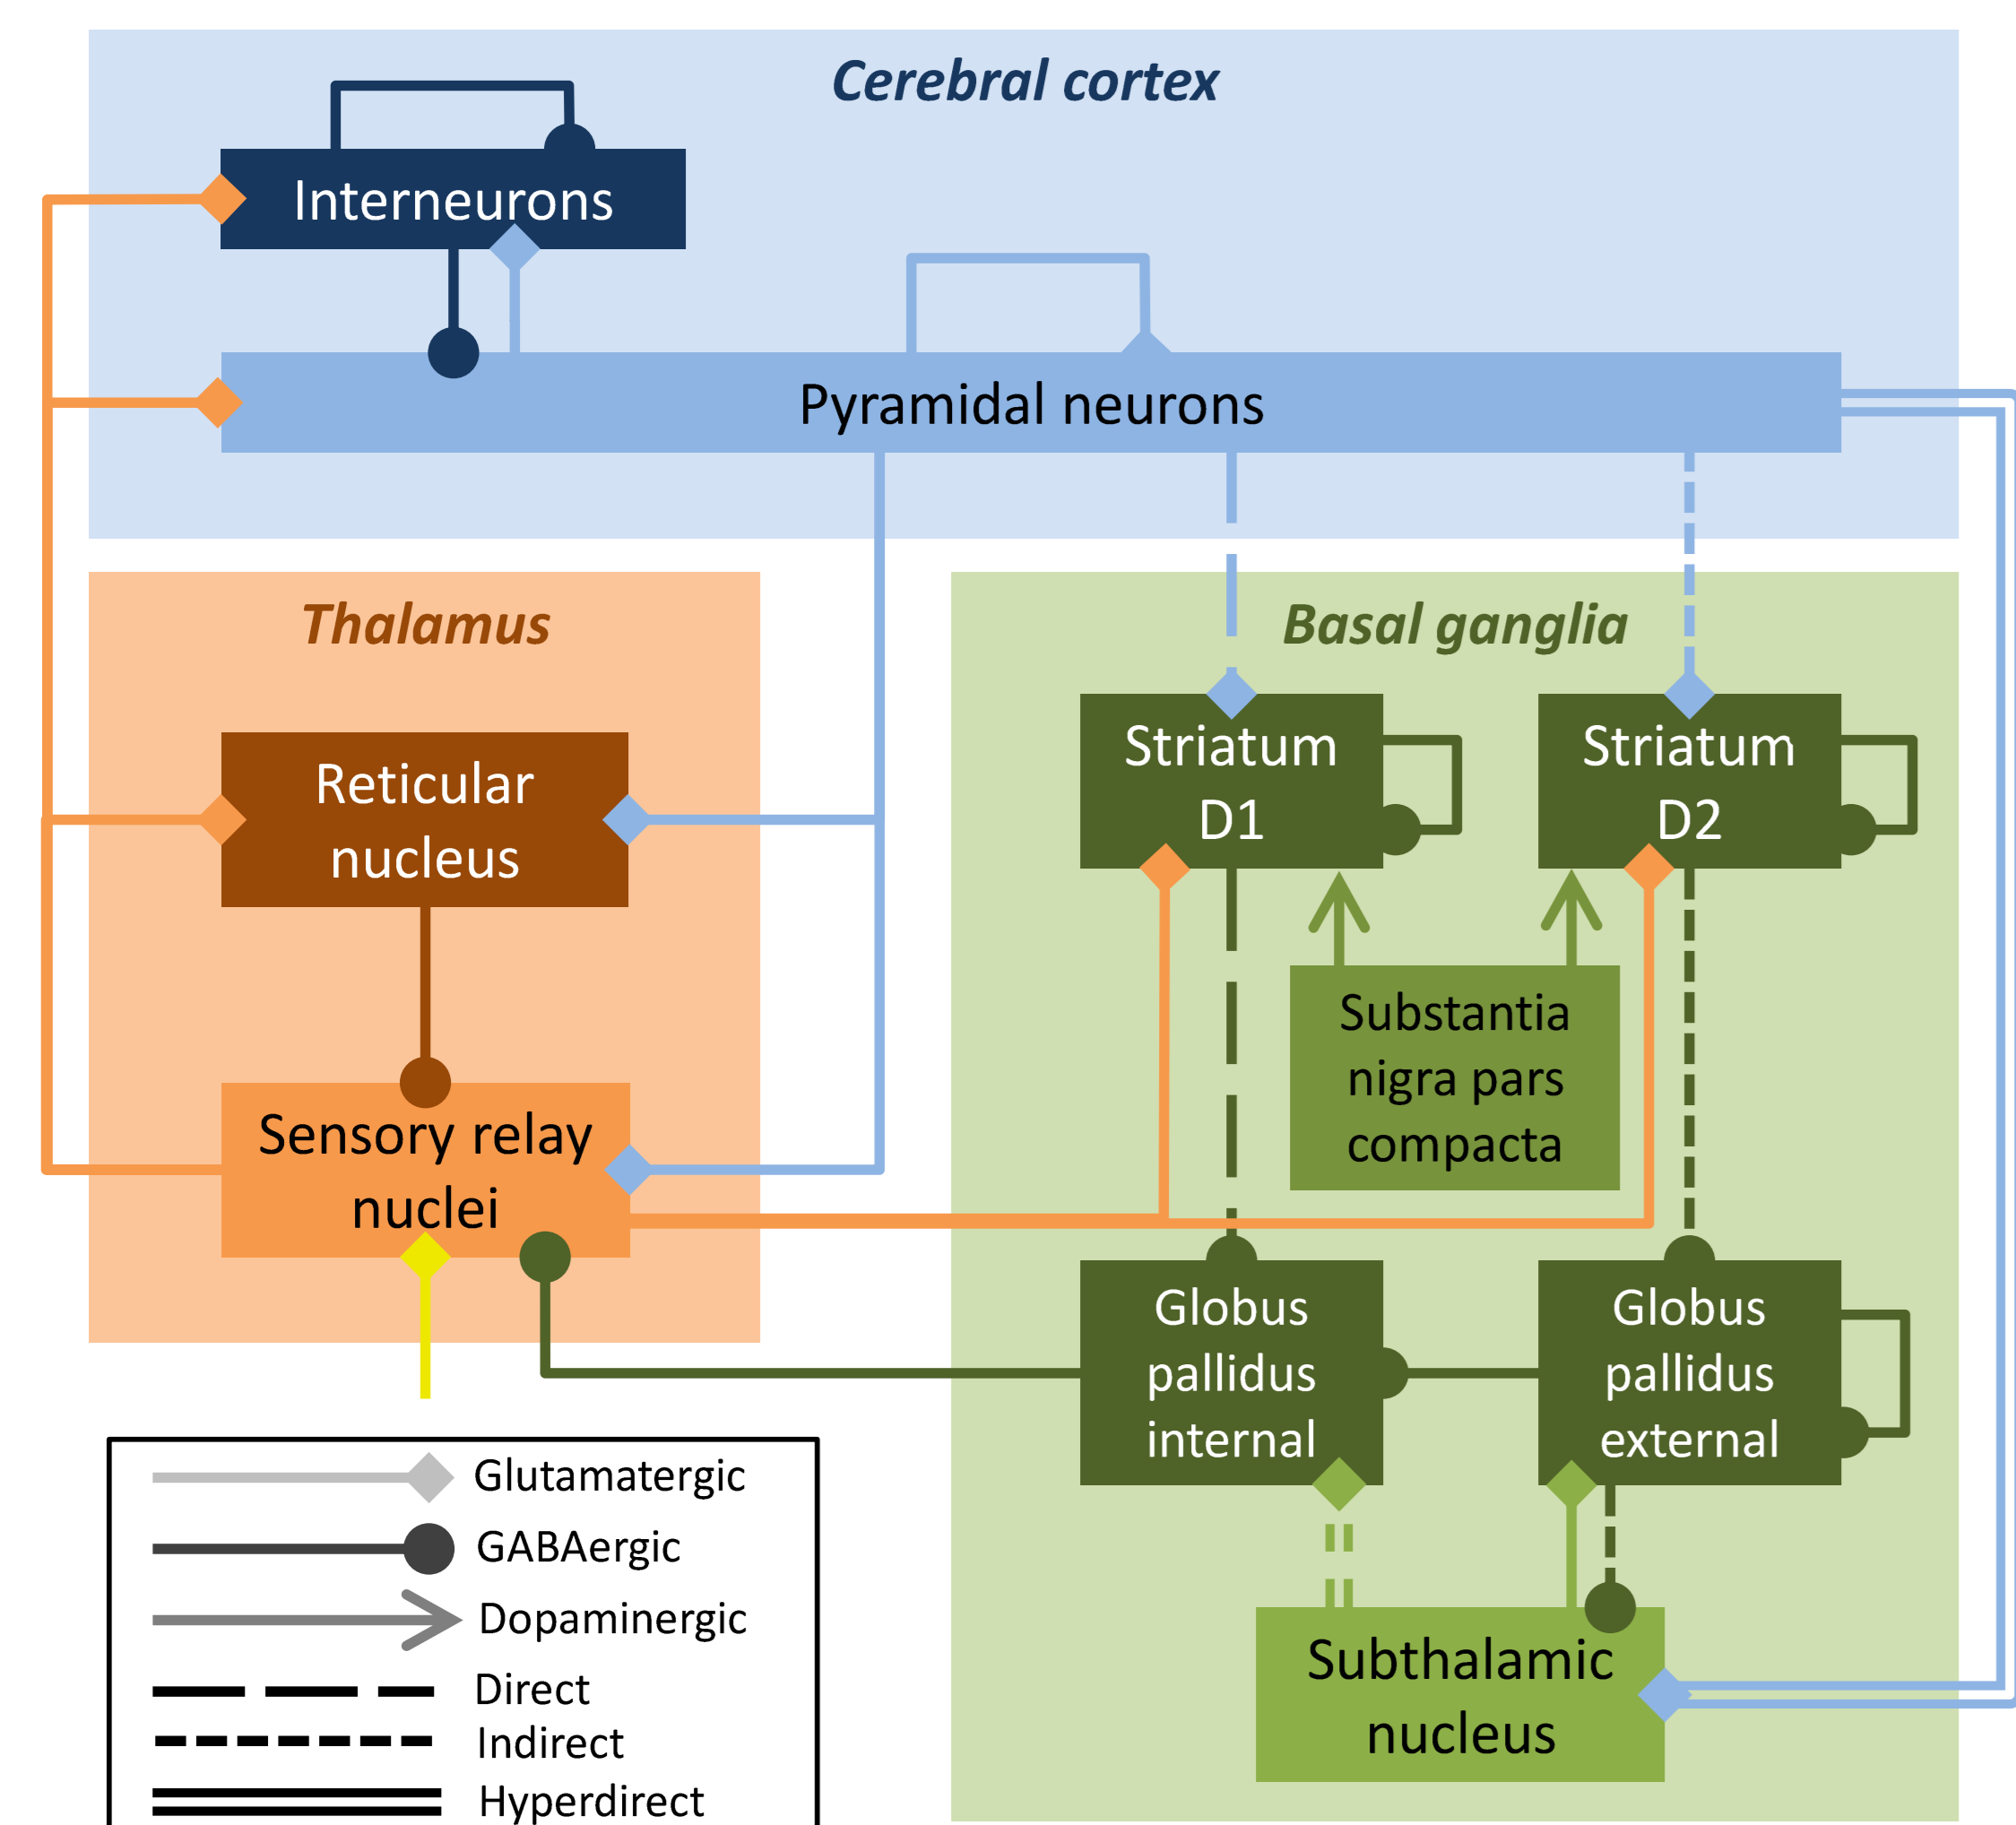 Cerebral cortex
Interneurons
Pyramidal neurons
Thalamus
Basal ganglia
Reticular
nucleus
Striatum
D1
Striatum
D2
Substantia
nigra pars
compacta
Sensory relay
nuclei
Globus
pallidus
internal
Globus
pallidus
external
Subthalamic
nucleus
Glutamatergic
GABAergic
Dopaminergic
Direct
Indirect
Hyperdirect